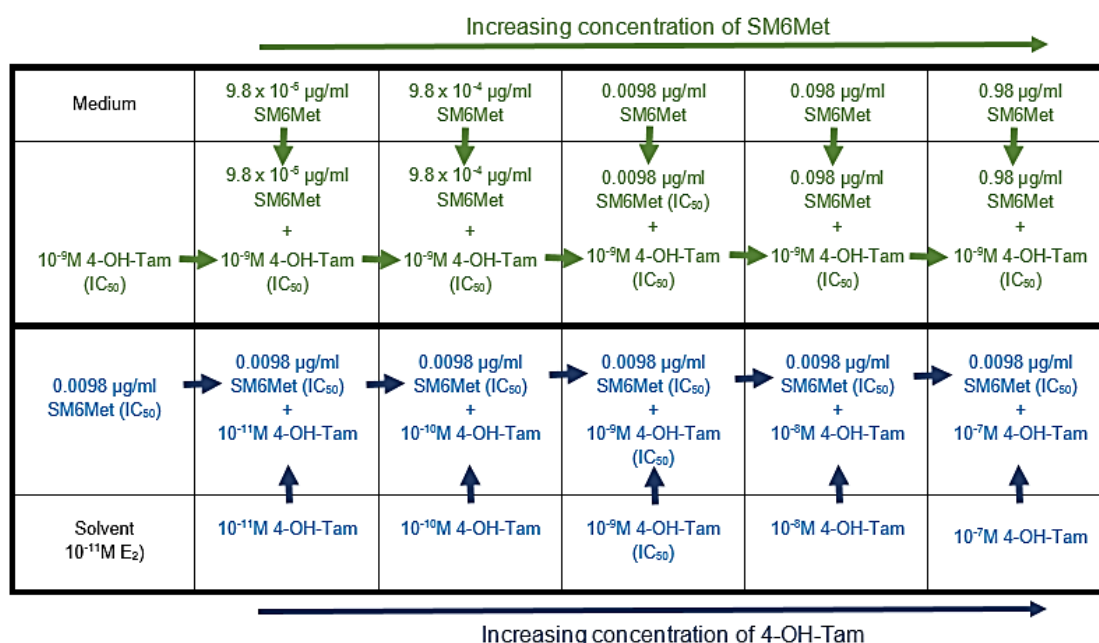 Increasing concentration of SM6Met
Medium
9.8 x 10⁻⁵ µg/ml
SM6Met
9.8 x 10⁻⁴ µg/ml
SM6Met
0.0098 µg/ml
SM6Met
0.098 µg/ml
SM6Met
0.98 µg/ml
SM6Met
10⁻⁹M 4-OH-Tam
(IC₅₀)
9.8 x 10⁻⁵ µg/ml
SM6Met
+
10⁻⁹M 4-OH-Tam
(IC₅₀)
9.8 x 10⁻⁴ µg/ml
SM6Met
+
10⁻⁹M 4-OH-Tam
(IC₅₀)
0.0098 µg/ml
SM6Met (IC₅₀)
+
10⁻⁹M 4-OH-Tam
(IC₅₀)
0.098 µg/ml
SM6Met
+
10⁻⁹M 4-OH-Tam
(IC₅₀)
0.98 µg/ml
SM6Met
+
10⁻⁹M 4-OH-Tam
(IC₅₀)
0.0098 µg/ml
SM6Met (IC₅₀)
0.0098 µg/ml
SM6Met (IC₅₀)
+
10⁻¹¹M 4-OH-Tam
0.0098 µg/ml
SM6Met (IC₅₀)
+
10⁻¹⁰M 4-OH-Tam
0.0098 µg/ml
SM6Met (IC₅₀)
+
10⁻⁹M 4-OH-Tam
(IC₅₀)
0.0098 µg/ml
SM6Met (IC₅₀)
+
10⁻⁸M 4-OH-Tam
0.0098 µg/ml
SM6Met (IC₅₀)
+
10⁻⁷M 4-OH-Tam
Solvent
10⁻¹¹M E₂)
10⁻¹¹M 4-OH-Tam
10⁻¹⁰M 4-OH-Tam
10⁻⁹M 4-OH-Tam
(IC₅₀)
10⁻⁸M 4-OH-Tam
10⁻⁷M 4-OH-Tam
Increasing concentration of 4-OH-Tam